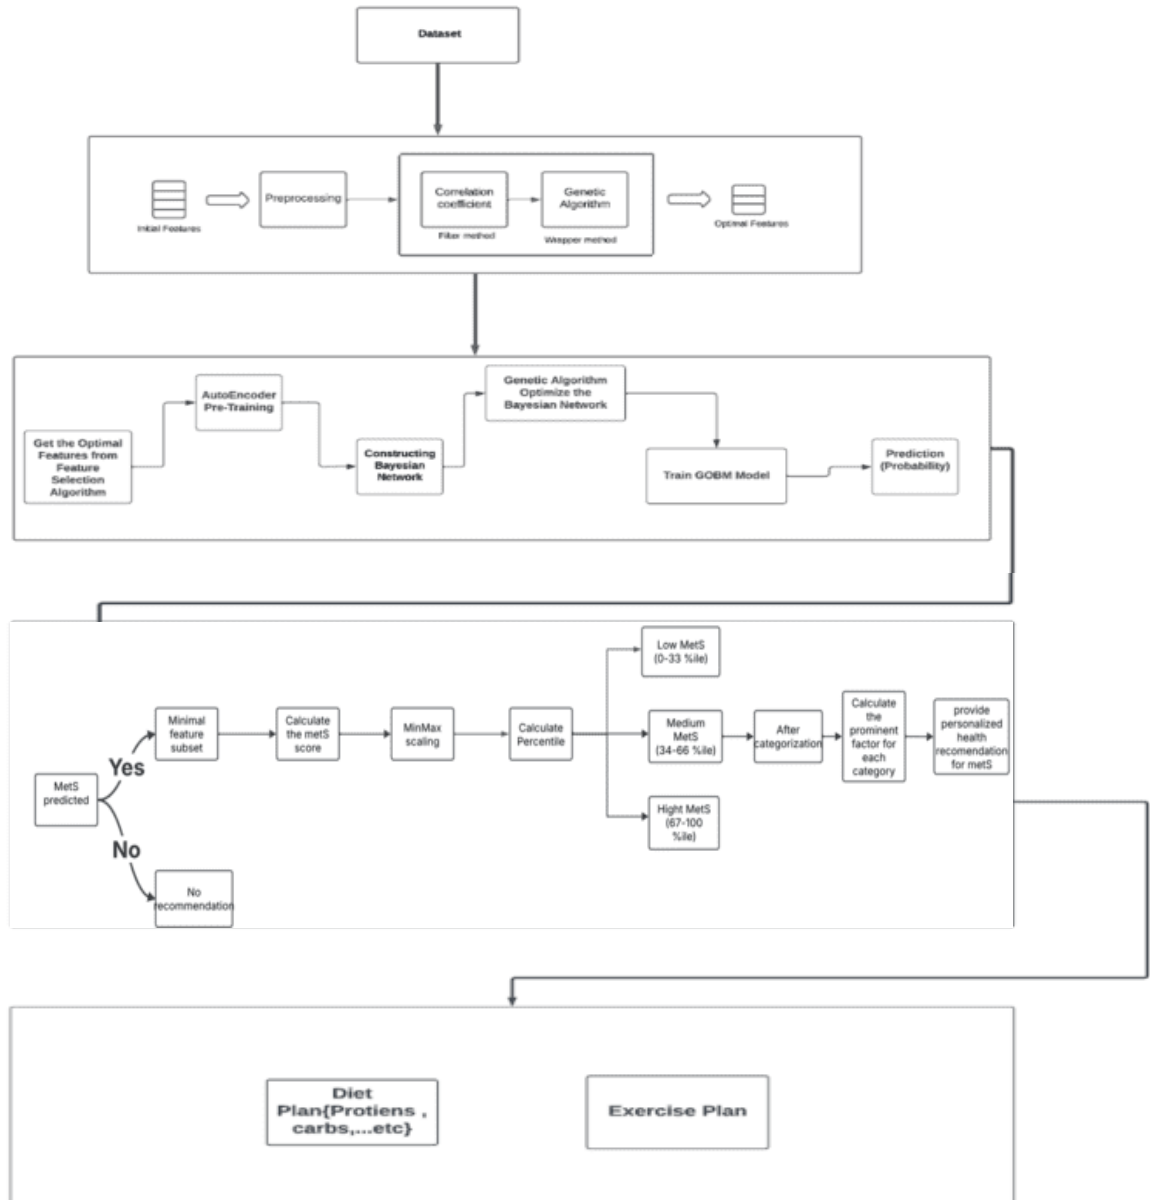 Dataset
Initial Features
Preprocessing
Correlation
coefficient
Filter method
Genetic
Algorithm
Wrapper method
Optimal Features
Get the Optimal
Features from
Feature
Selection
Algorithm
AutoEncoder
Pre-Training
Constructing
Bayesian
Network
Genetic Algorithm
Optimize the
Bayesian Network
Train GOBM Model
Prediction
(Probability)
MetS
predicted
Yes
No
Minimal
feature
subset
No
recommendation
Calculate
the metS
score
MinMax
scaling
Calculate
Percentile
Low MetS
(0-33 %ile)
Medium
MetS
(34-66 %ile)
Hight MetS
(67-100
%ile)
After
categorization
Calculate
the
prominent
factor for
each
category
provide
personalized
health
recomendation
for metS
Diet
Plan{Protiens ,
carbs,...etc}
Exercise Plan